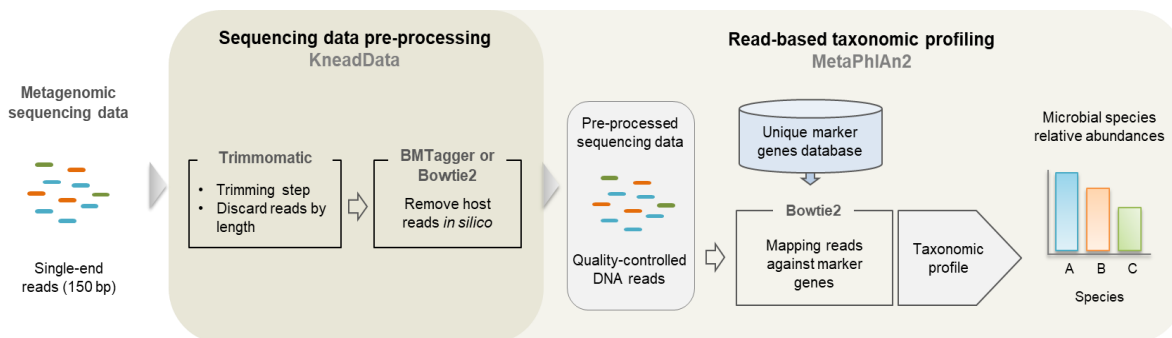 Metagenomic
sequencing data
Single-end
reads (150 bp)
Sequencing data pre-processing
KneadData
Trimmomatic
• Trimming step
• Discard reads by
length
BMTagger or
Bowtie2
Remove host
reads in silico
Read-based taxonomic profiling
MetaPhlAn2
Pre-processed
sequencing data
Quality-controlled
DNA reads
Unique marker
genes database
Bowtie2
Mapping reads
against marker
genes
Taxonomic
profile
Microbial species
relative abundances
A B C
Species